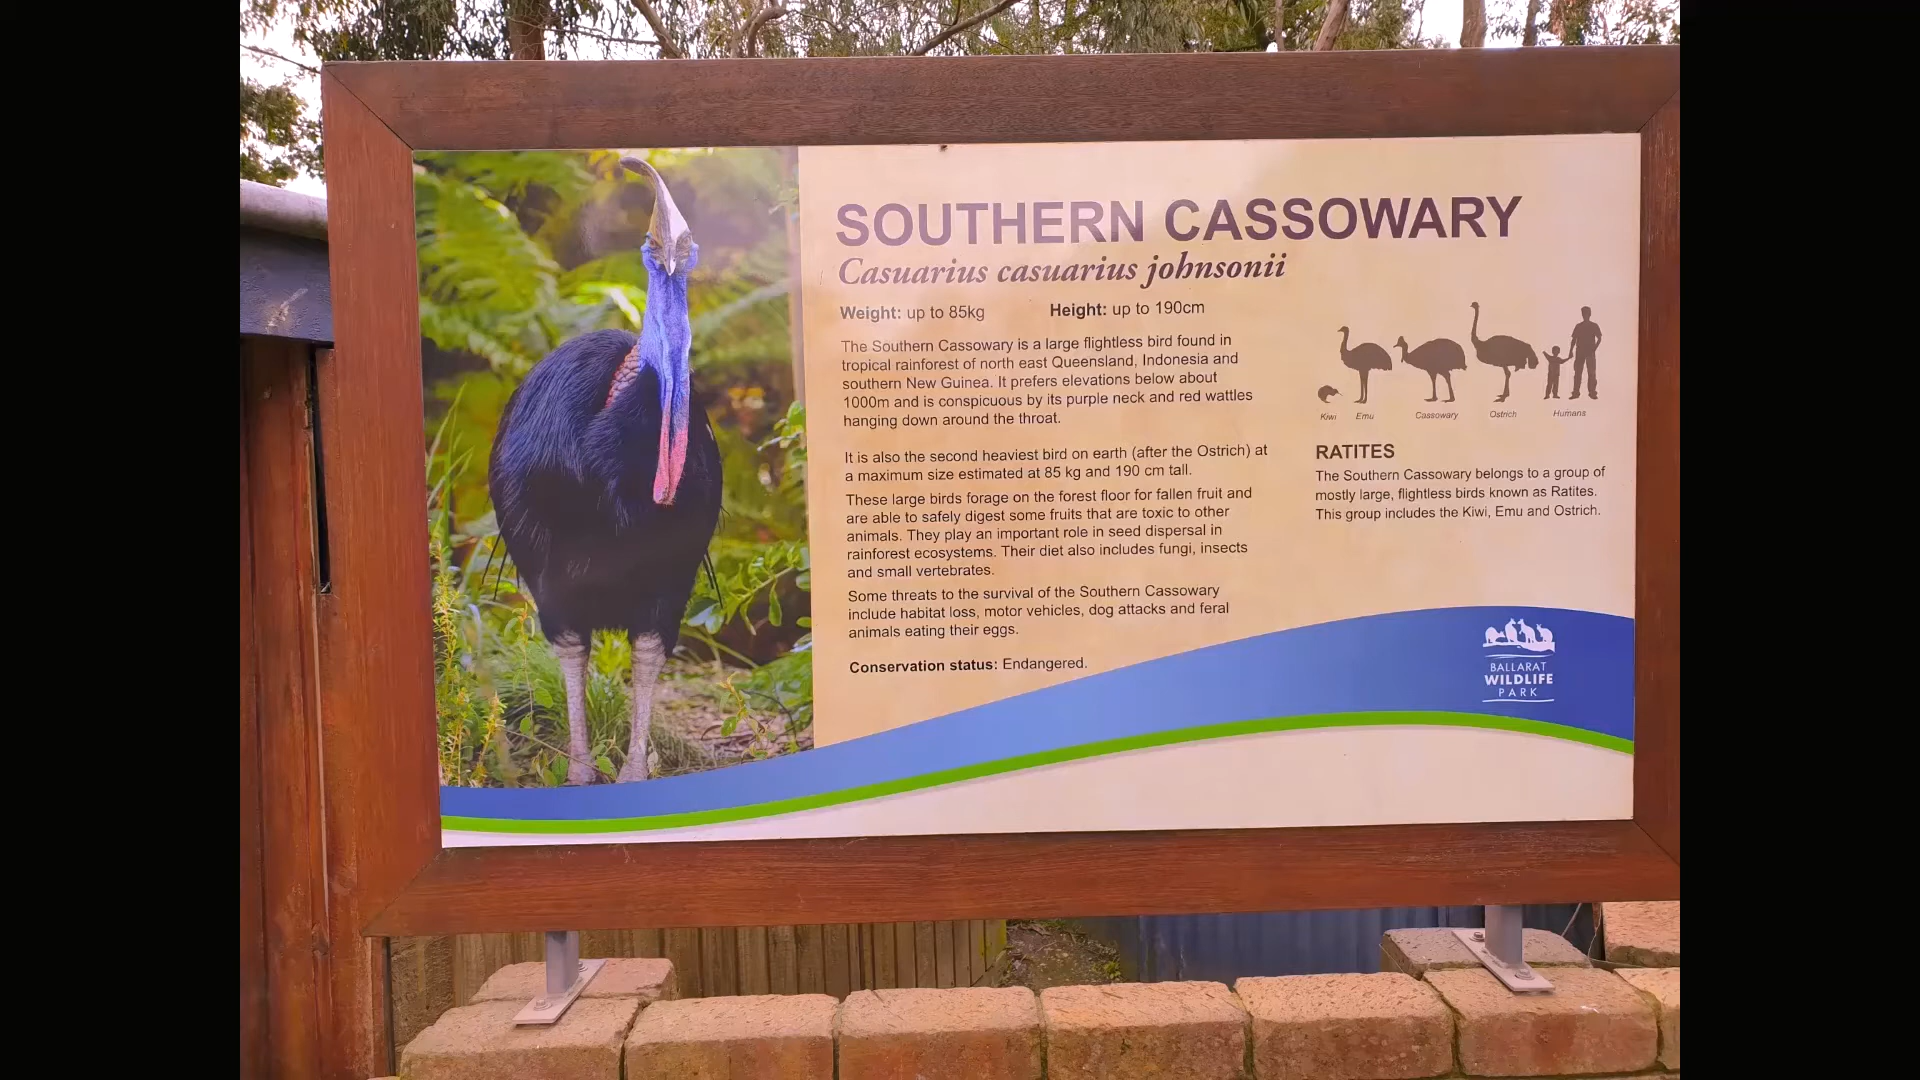 SOUTHERN CASSOWARY
Casuarius casuarius johnsonii
Weight: up to 85kg
Height: up to 190cm
The Southern Cassowary is a large flightless bird found in
tropical rainforest of north east Queensland, Indonesia and
southern New Guinea. It prefers elevations below about
1000m and is conspicuous by its purple neck and red wattles
hanging down around the throat.
It is also the second heaviest bird on earth (after the Ostrich) at
a maximum size estimated at 85 kg and 190 cm tall.
These large birds forage on the forest floor for fallen fruit and
are able to safely digest some fruits that are toxic to other
animals. They play an important role in seed dispersal in
rainforest ecosystems. Their diet also includes fungi, insects
and small vertebrates.
Some threats to the survival of the Southern Cassowary
include habitat loss, motor vehicles, dog attacks and feral
animals eating their eggs.
Conservation status: Endangered.
Kiwi Emu Cassowary Ostrich Humans
RATITES
The Southern Cassowary belongs to a group of
mostly large, flightless birds known as Ratites.
This group includes the Kiwi, Emu and Ostrich.
BALLARAT
WILDLIFE
PARK